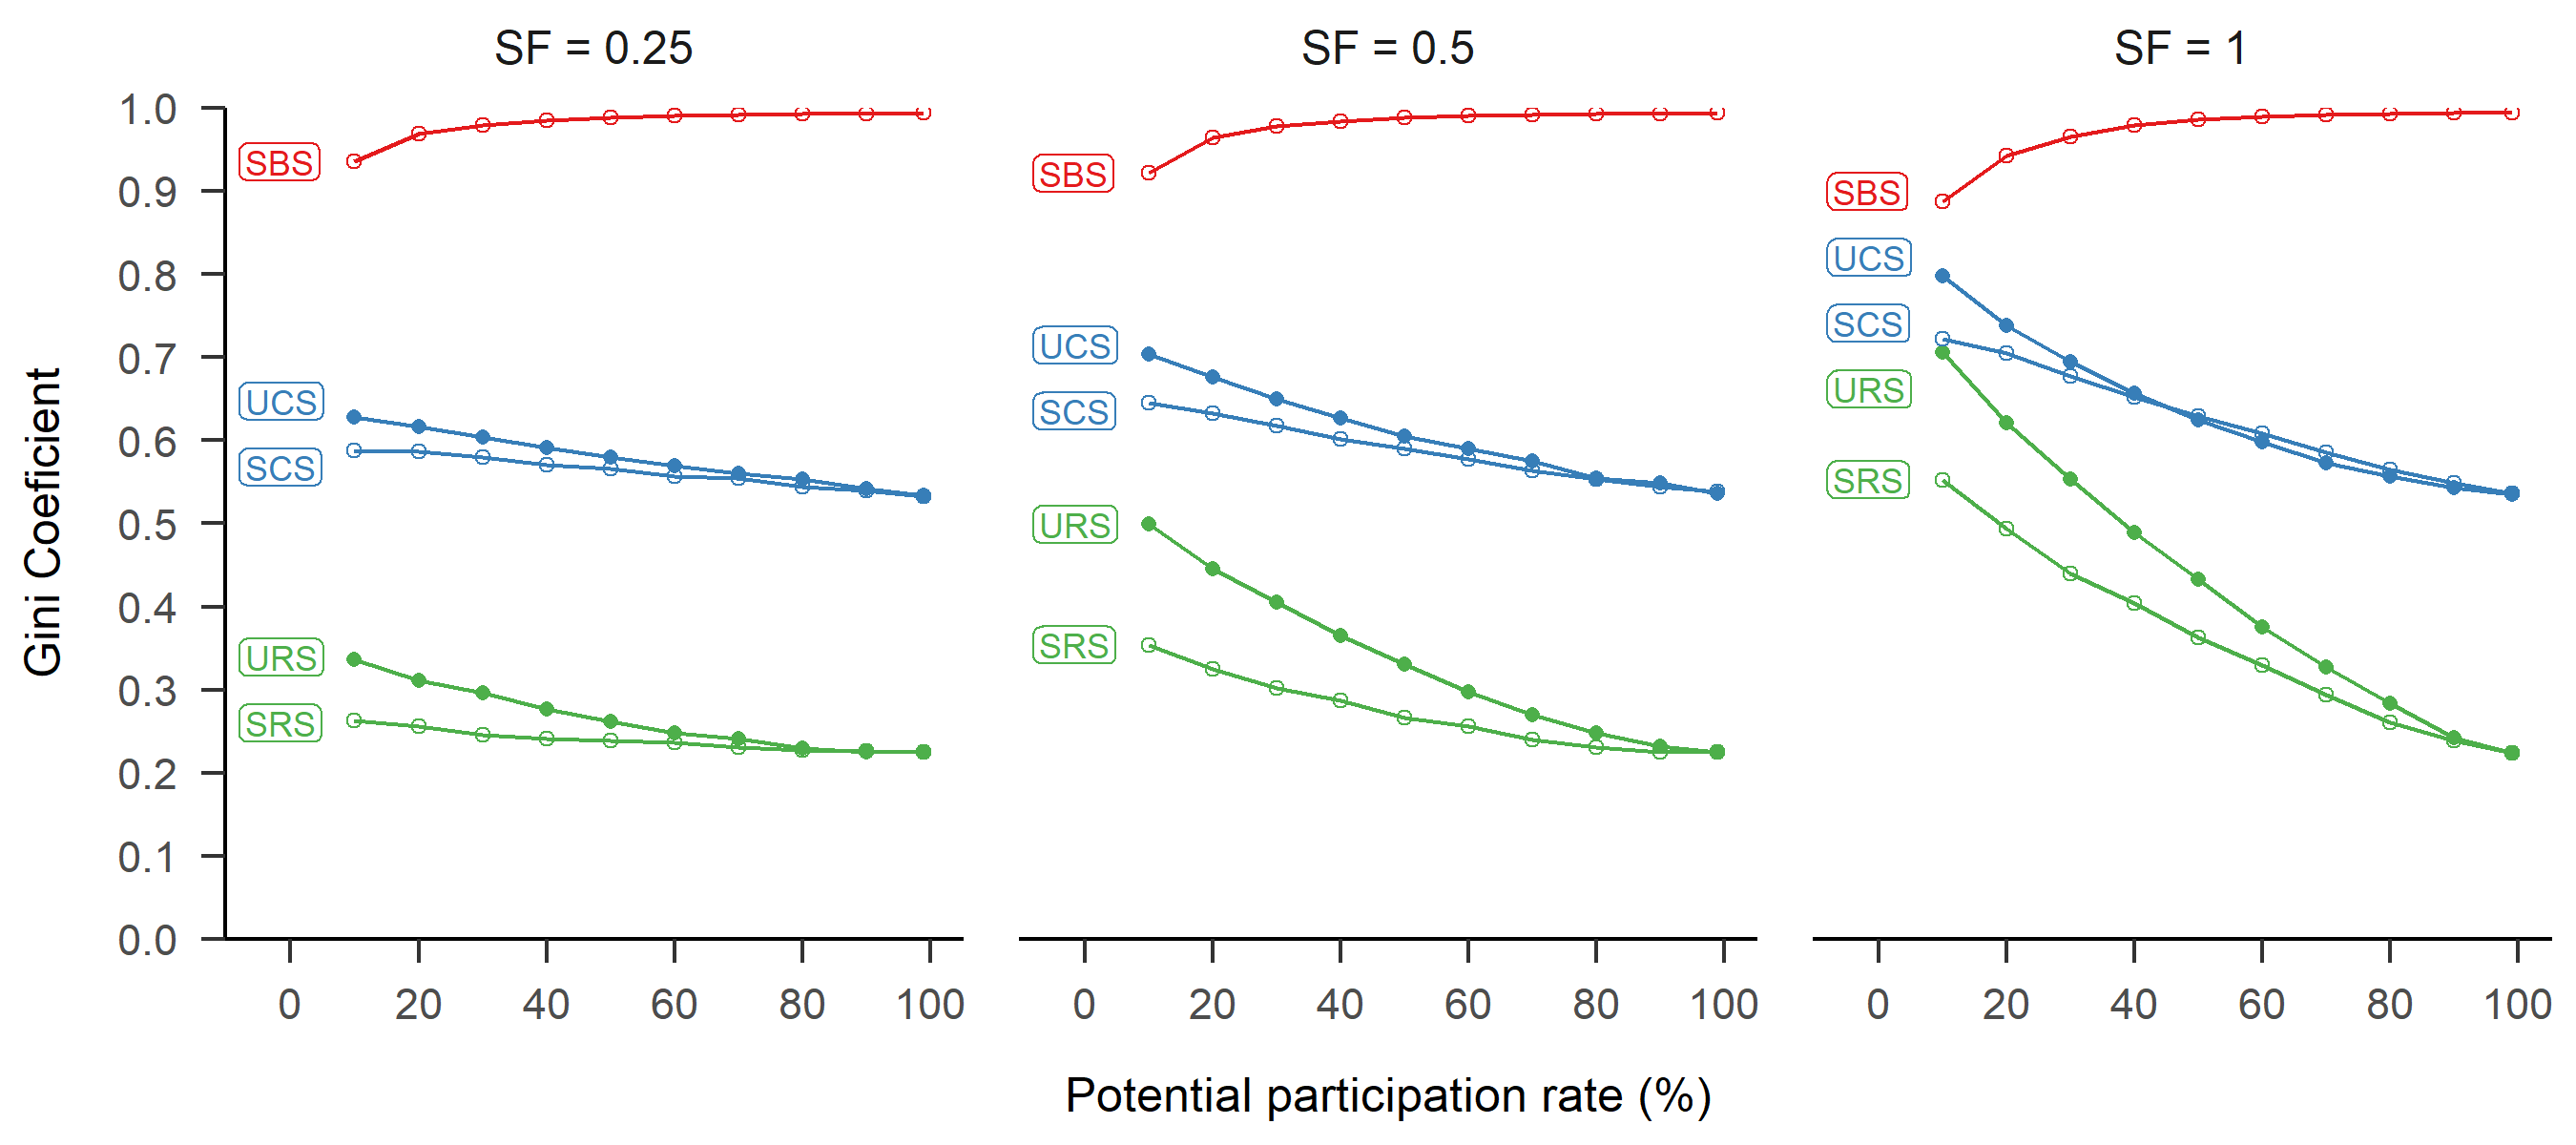 SF = 0.25
SF = 0.5
SF = 1
Gini Coefficient
1.0
0.9
0.8
0.7
0.6
0.5
0.4
0.3
0.2
0.1
0.0
SBS
UCS
SCS
URS
SRS
SBS
UCS
SCS
URS
SRS
SBS
UCS
SCS
URS
SRS
0 20 40 60 80 100
0 20 40 60 80 100
0 20 40 60 80 100
Potential participation rate (%)